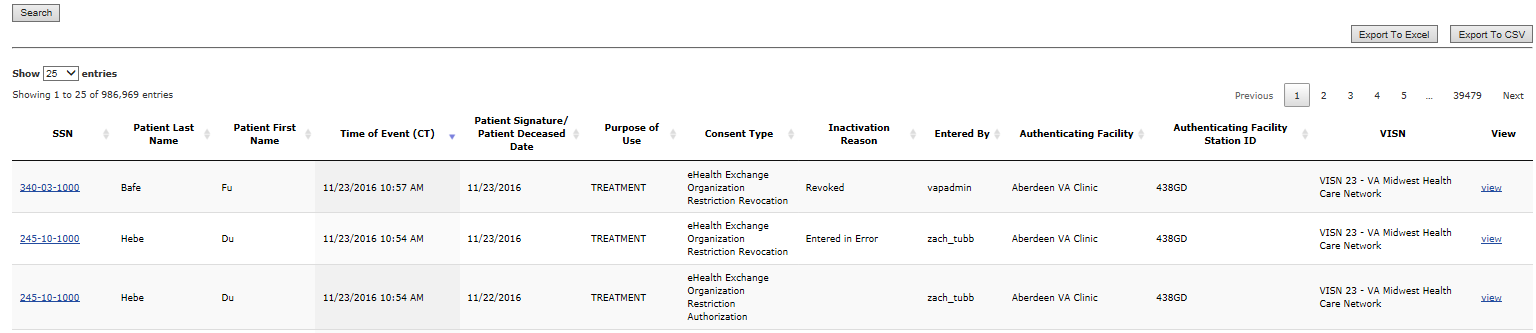 Search
Export To Excel Export To CSV
Show 25 entries
Showing 1 to 25 of 986,969 entries
Previous 1 2 3 4 5 ... 39479 Next
SSN Patient Last Name Patient First Name Time of Event (CT) Patient Signature/ Patient Deceased Date Purpose of Use Consent Type Inactivation Reason Entered By Authenticating Facility Authenticating Facility Station ID VISN View
340-03-1000 Bafe Fu 11/23/2016 10:57 AM 11/23/2016 TREATMENT eHealth Exchange Organization Restriction Revocation Revoked vapadmin Aberdeen VA Clinic 438GD VISN 23 - VA Midwest Health Care Network view
245-10-1000 Hebe Du 11/23/2016 10:54 AM 11/23/2016 TREATMENT eHealth Exchange Organization Restriction Revocation Entered in Error zach_tubb Aberdeen VA Clinic 438GD VISN 23 - VA Midwest Health Care Network view
245-10-1000 Hebe Du 11/23/2016 10:54 AM 11/22/2016 TREATMENT eHealth Exchange Organization Restriction Authorization zach_tubb Aberdeen VA Clinic 438GD VISN 23 - VA Midwest Health Care Network view